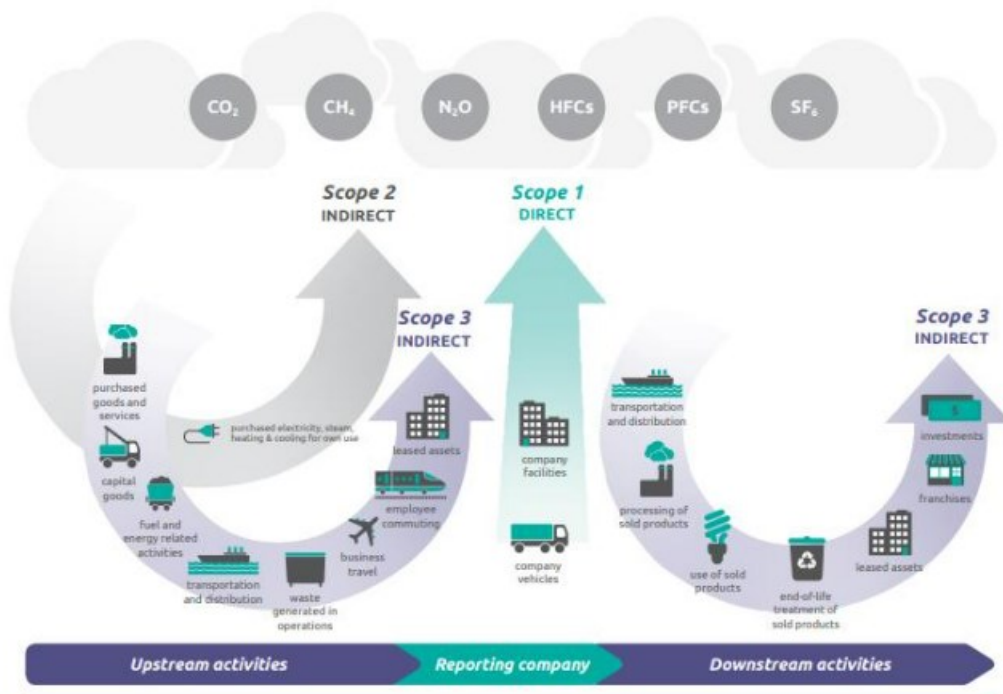 CO₂ CH₄ N₂O HFCs PFCs SF₆
Scope 2
INDIRECT
Scope 1
DIRECT
Scope 3
INDIRECT
Scope 3
INDIRECT
purchased
goods and
services
capital
goods
fuel and
energy related
activities
purchased electricity, steam,
heating & cooling for own use
transportation
and distribution
waste
generated in
operations
business
travel
employee
commuting
leased assets
company
facilities
company
vehicles
transportation
and distribution
processing of
sold products
use of sold
products
end-of-life
treatment of
sold products
leased assets
franchises
$
investments
Upstream activities
Reporting company
Downstream activities